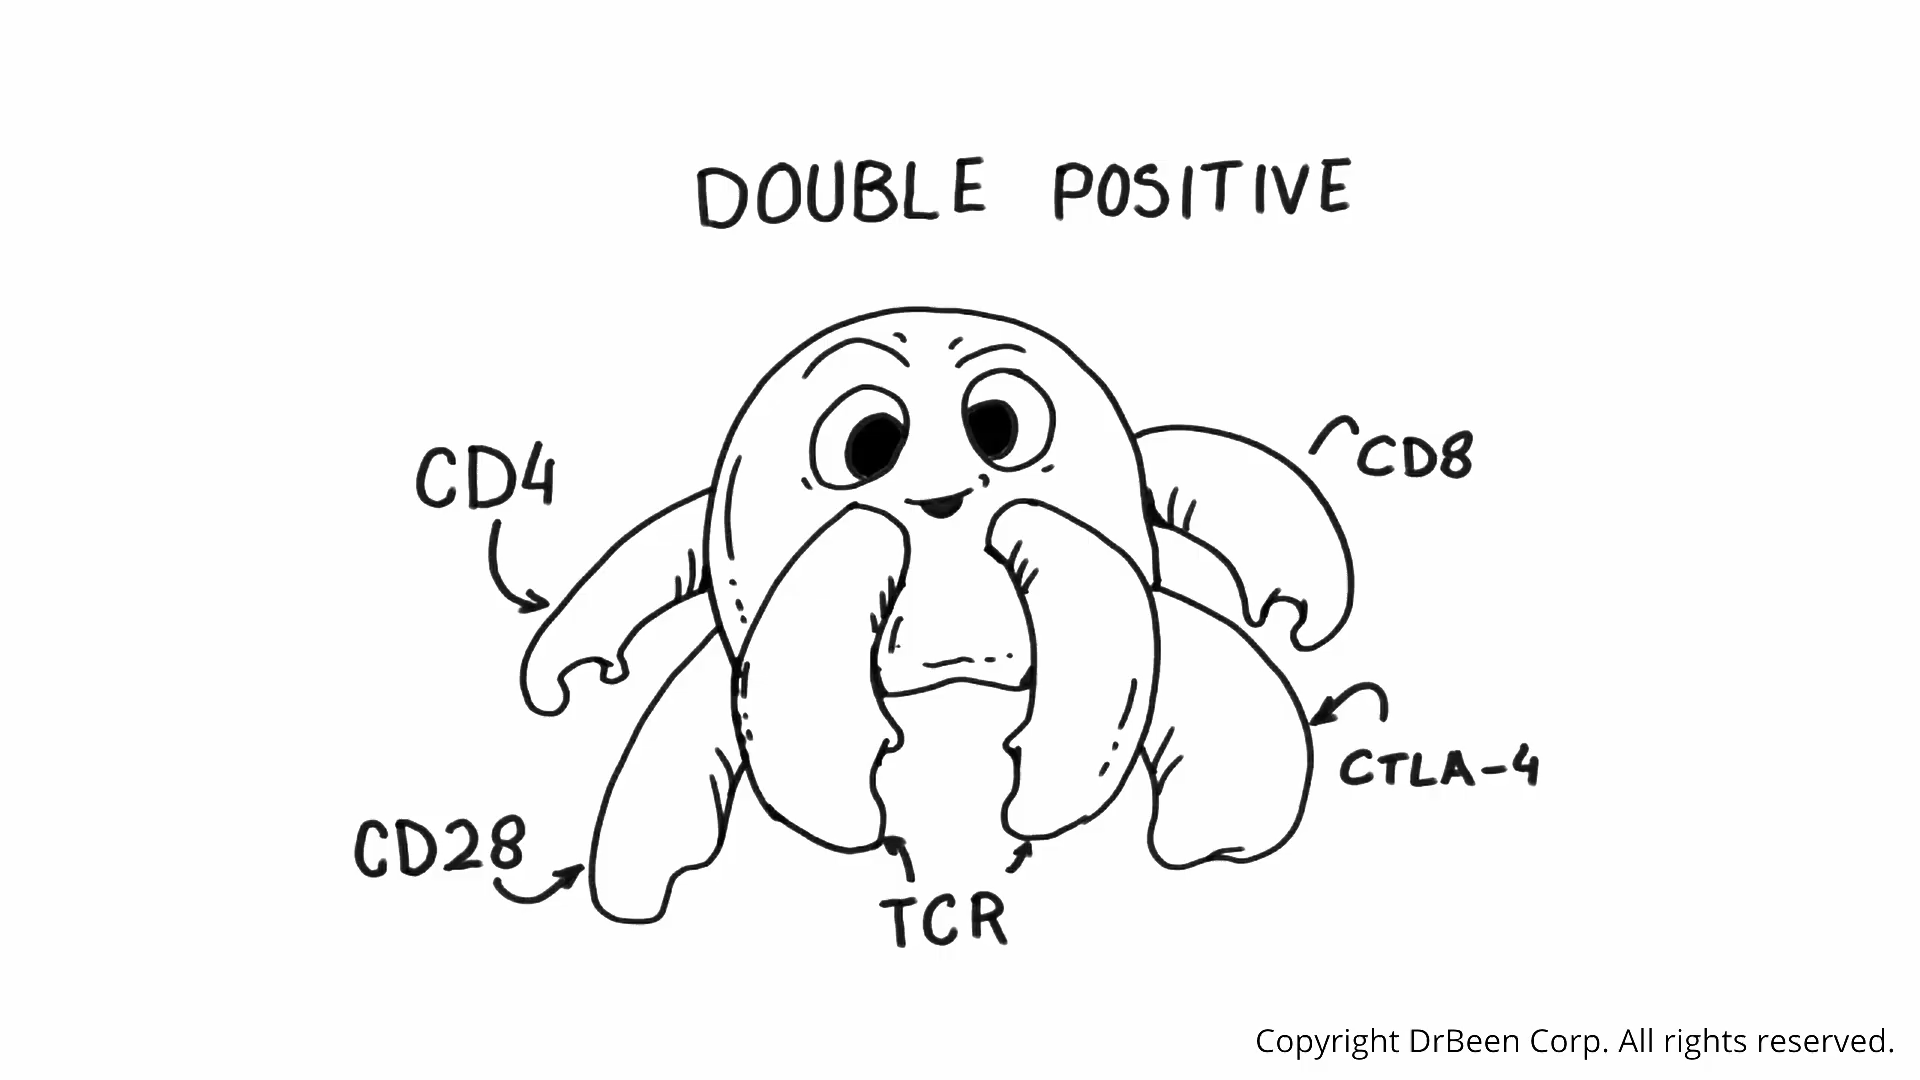 DOUBLE POSITIVE
CD4
CD8
CTLA-4
CD28
TCR
Copyright DrBeen Corp. All rights reserved.